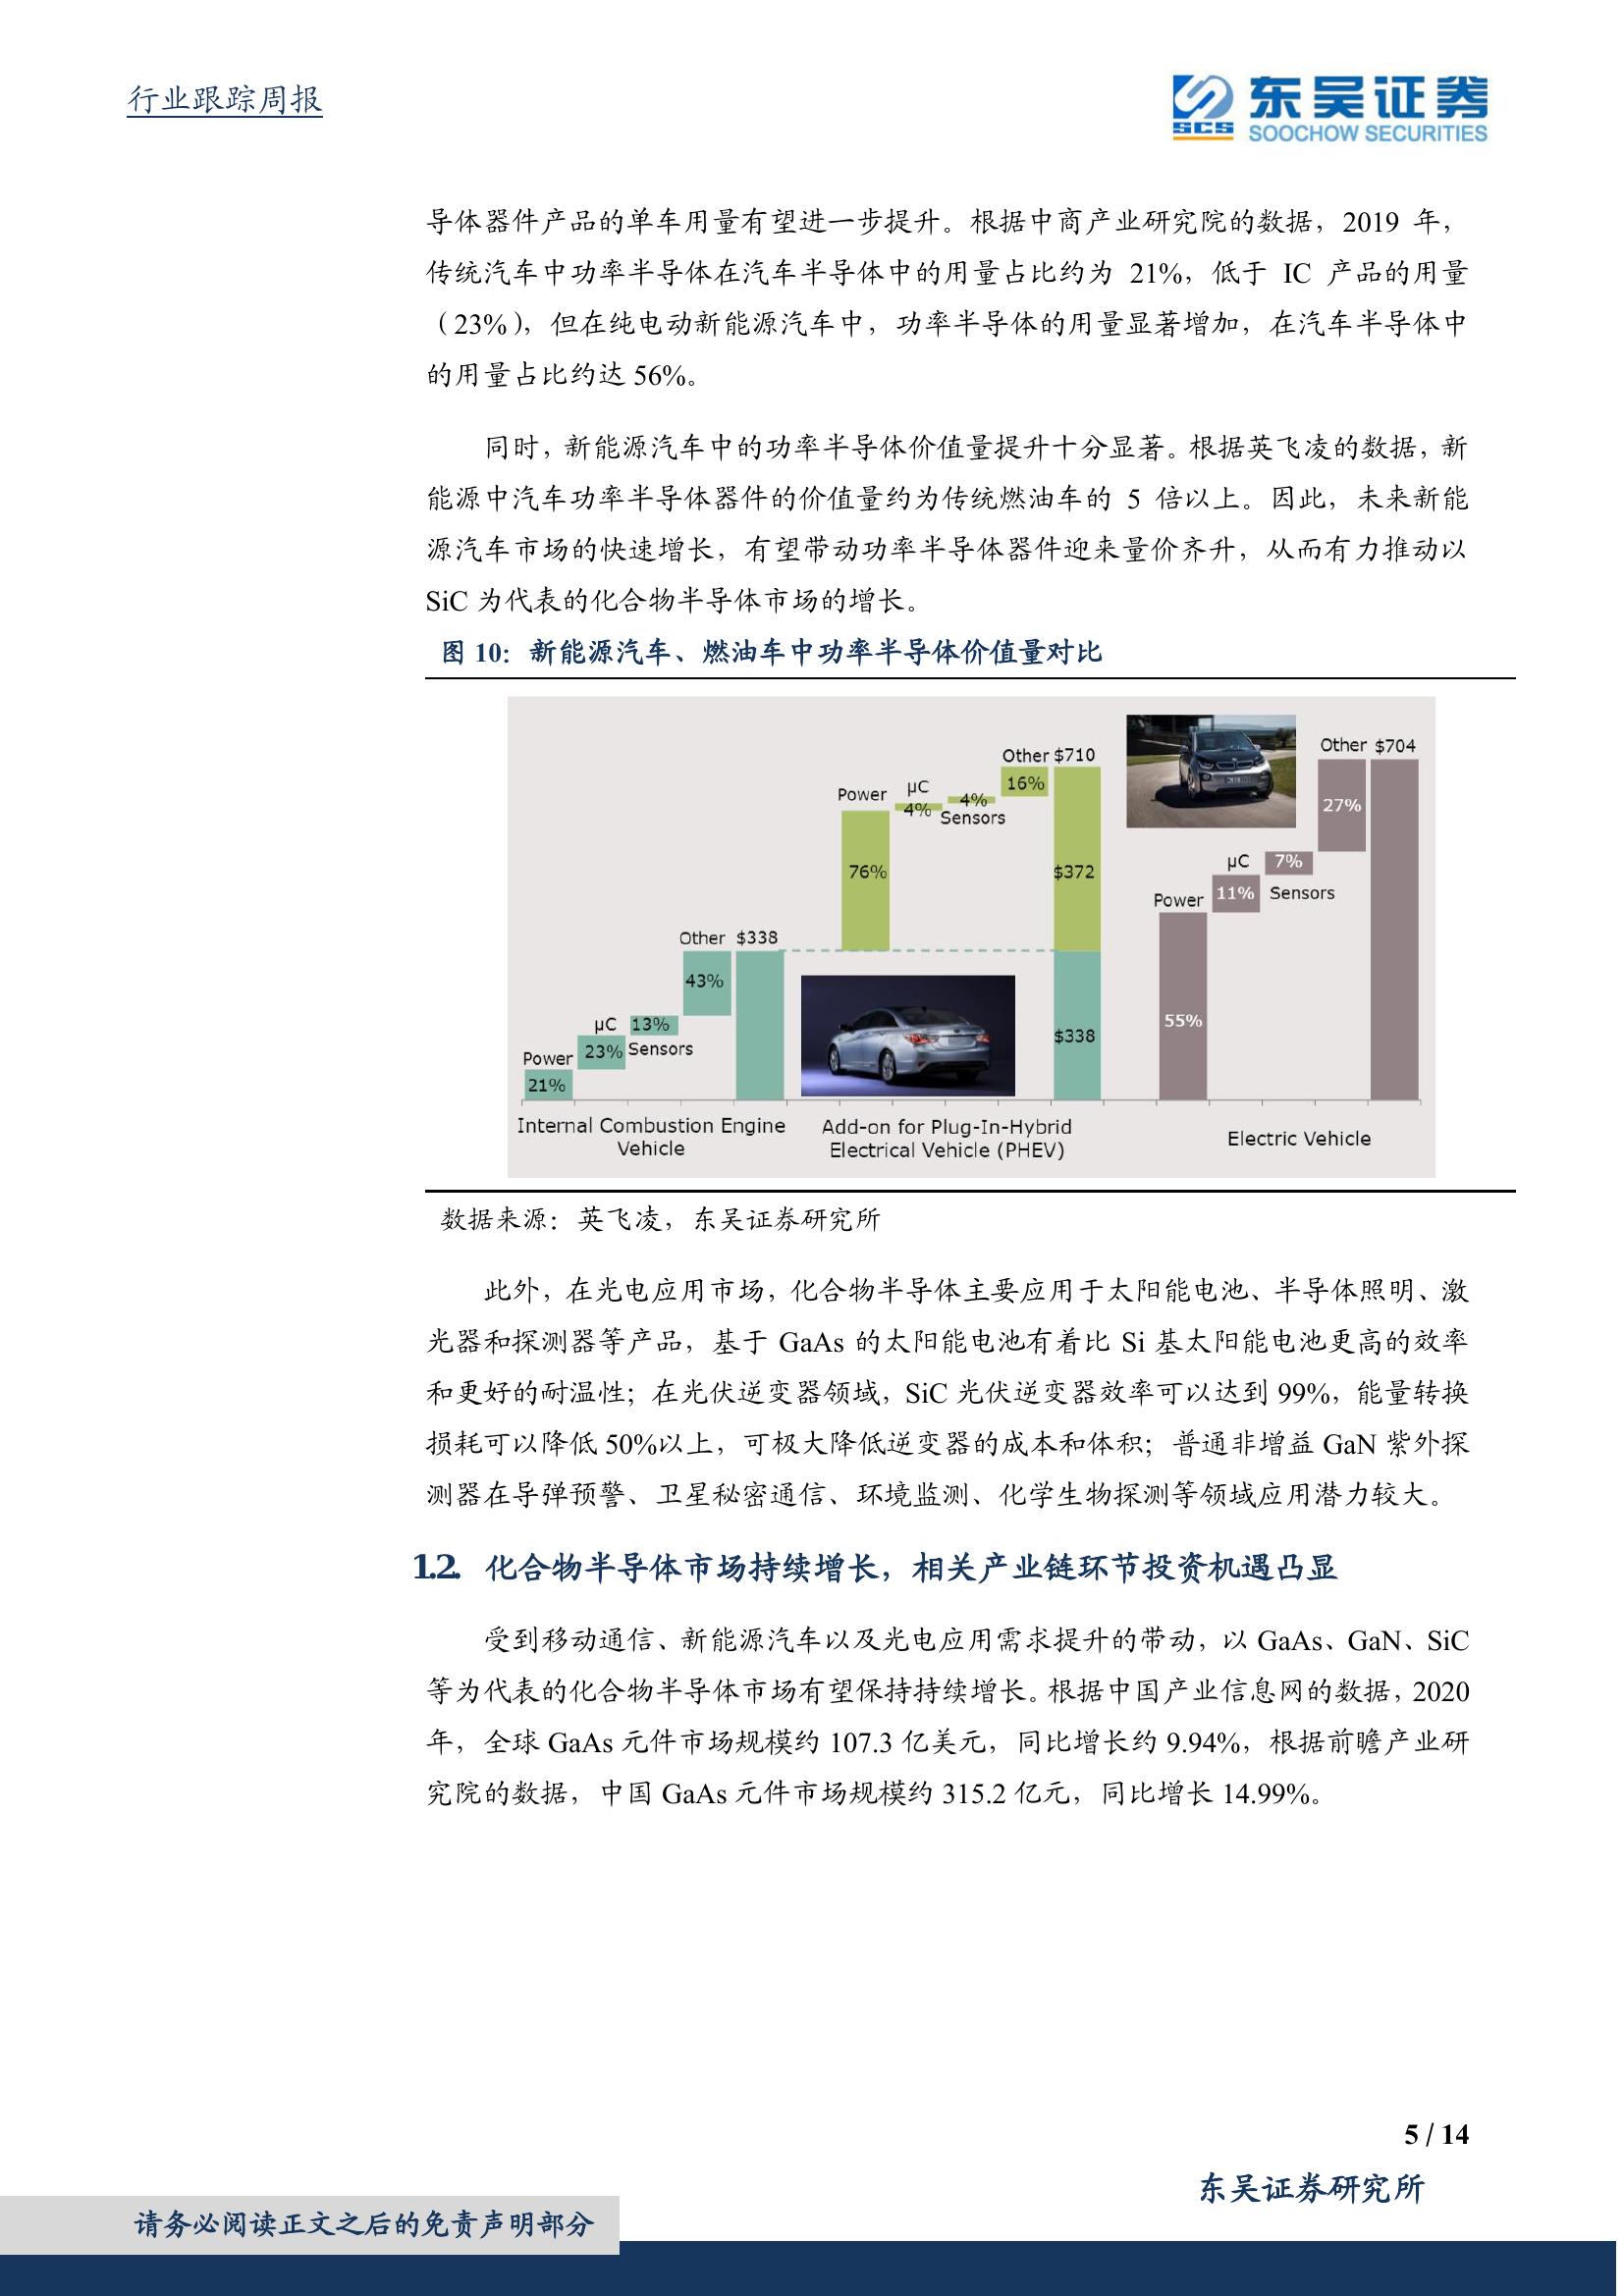 行业跟踪周报
东吴证券
SCS
SOOCHOW SECURITIES
导体器件产品的单车用量有望进一步提升。根据中商产业研究院的数据，2019 年，
传统汽车中功率半导体在汽车半导体中的用量占比约为 21%，低于 IC 产品的用量
（23%），但在纯电动新能源汽车中，功率半导体的用量显著增加，在汽车半导体中
的用量占比约达 56%。
同时，新能源汽车中的功率半导体价值量提升十分显著。根据英飞凌的数据，新
能源中汽车功率半导体器件的价值量约为传统燃油车的 5 倍以上。因此，未来新能
源汽车市场的快速增长，有望带动功率半导体器件迎来量价齐升，从而有力推动以
SiC 为代表的化合物半导体市场的增长。
图 10：新能源汽车、燃油车中功率半导体价值量对比
Power
21%
µC
23%
13%
Sensors
Other
43%
$338
Internal Combustion Engine
Vehicle
Power
76%
µC
4%
4%
Sensors
Other
16%
$710
$372
$338
Add-on for Plug-In-Hybrid
Electrical Vehicle (PHEV)
Power
55%
µC
11%
7%
Sensors
Other
27%
$704
Electric Vehicle
数据来源：英飞凌，东吴证券研究所
此外，在光电应用市场，化合物半导体主要应用于太阳能电池、半导体照明、激
光器和探测器等产品，基于 GaAs 的太阳能电池有着比 Si 基太阳能电池更高的效率
和更好的耐温性；在光伏逆变器领域，SiC 光伏逆变器效率可以达到 99%，能量转换
损耗可以降低 50%以上，可极大降低逆变器的成本和体积；普通非增益 GaN 紫外探
测器在导弹预警、卫星秘密通信、环境监测、化学生物探测等领域应用潜力较大。
1.2. 化合物半导体市场持续增长，相关产业链环节投资机遇凸显
受到移动通信、新能源汽车以及光电应用需求提升的带动，以 GaAs、GaN、SiC
等为代表的化合物半导体市场有望保持持续增长。根据中国产业信息网的数据，2020
年，全球 GaAs 元件市场规模约 107.3 亿美元，同比增长约 9.94%，根据前瞻产业研
究院的数据，中国 GaAs 元件市场规模约 315.2 亿元，同比增长 14.99%。
5 / 14
东吴证券研究所
请务必阅读正文之后的免责声明部分